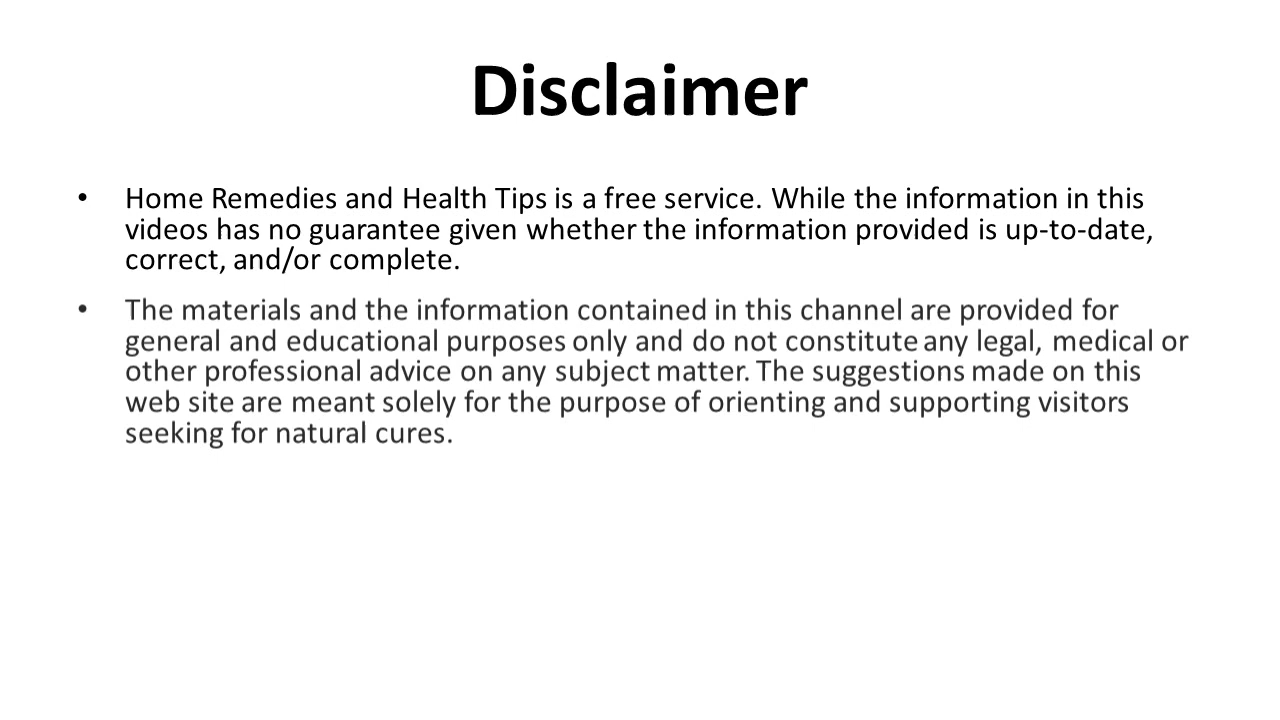 Disclaimer
• Home Remedies and Health Tips is a free service. While the information in this
videos has no guarantee given whether the information provided is up-to-date,
correct, and/or complete.
• The materials and the information contained in this channel are provided for
general and educational purposes only and do not constitute any legal, medical or
other professional advice on any subject matter. The suggestions made on this
web site are meant solely for the purpose of orienting and supporting visitors
seeking for natural cures.